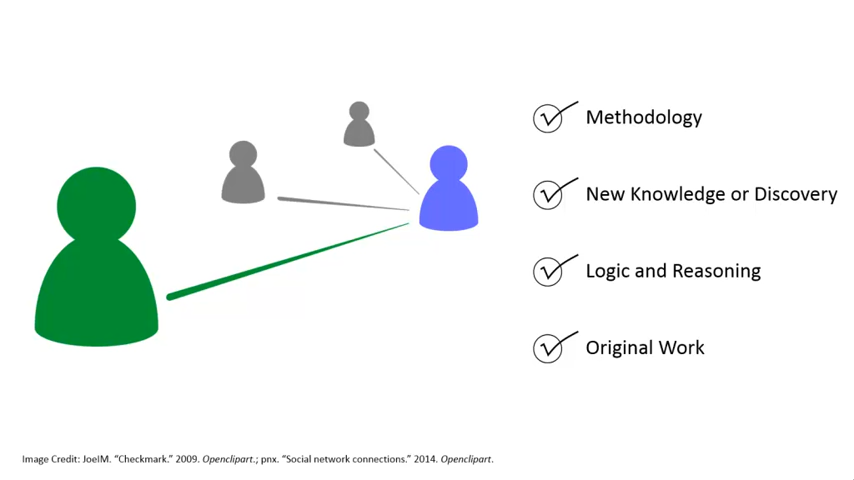 Methodology
New Knowledge or Discovery
Logic and Reasoning
Original Work
Image Credit: JoelM. “Checkmark.” 2009. Openclipart.; pnx. “Social network connections.” 2014. Openclipart.